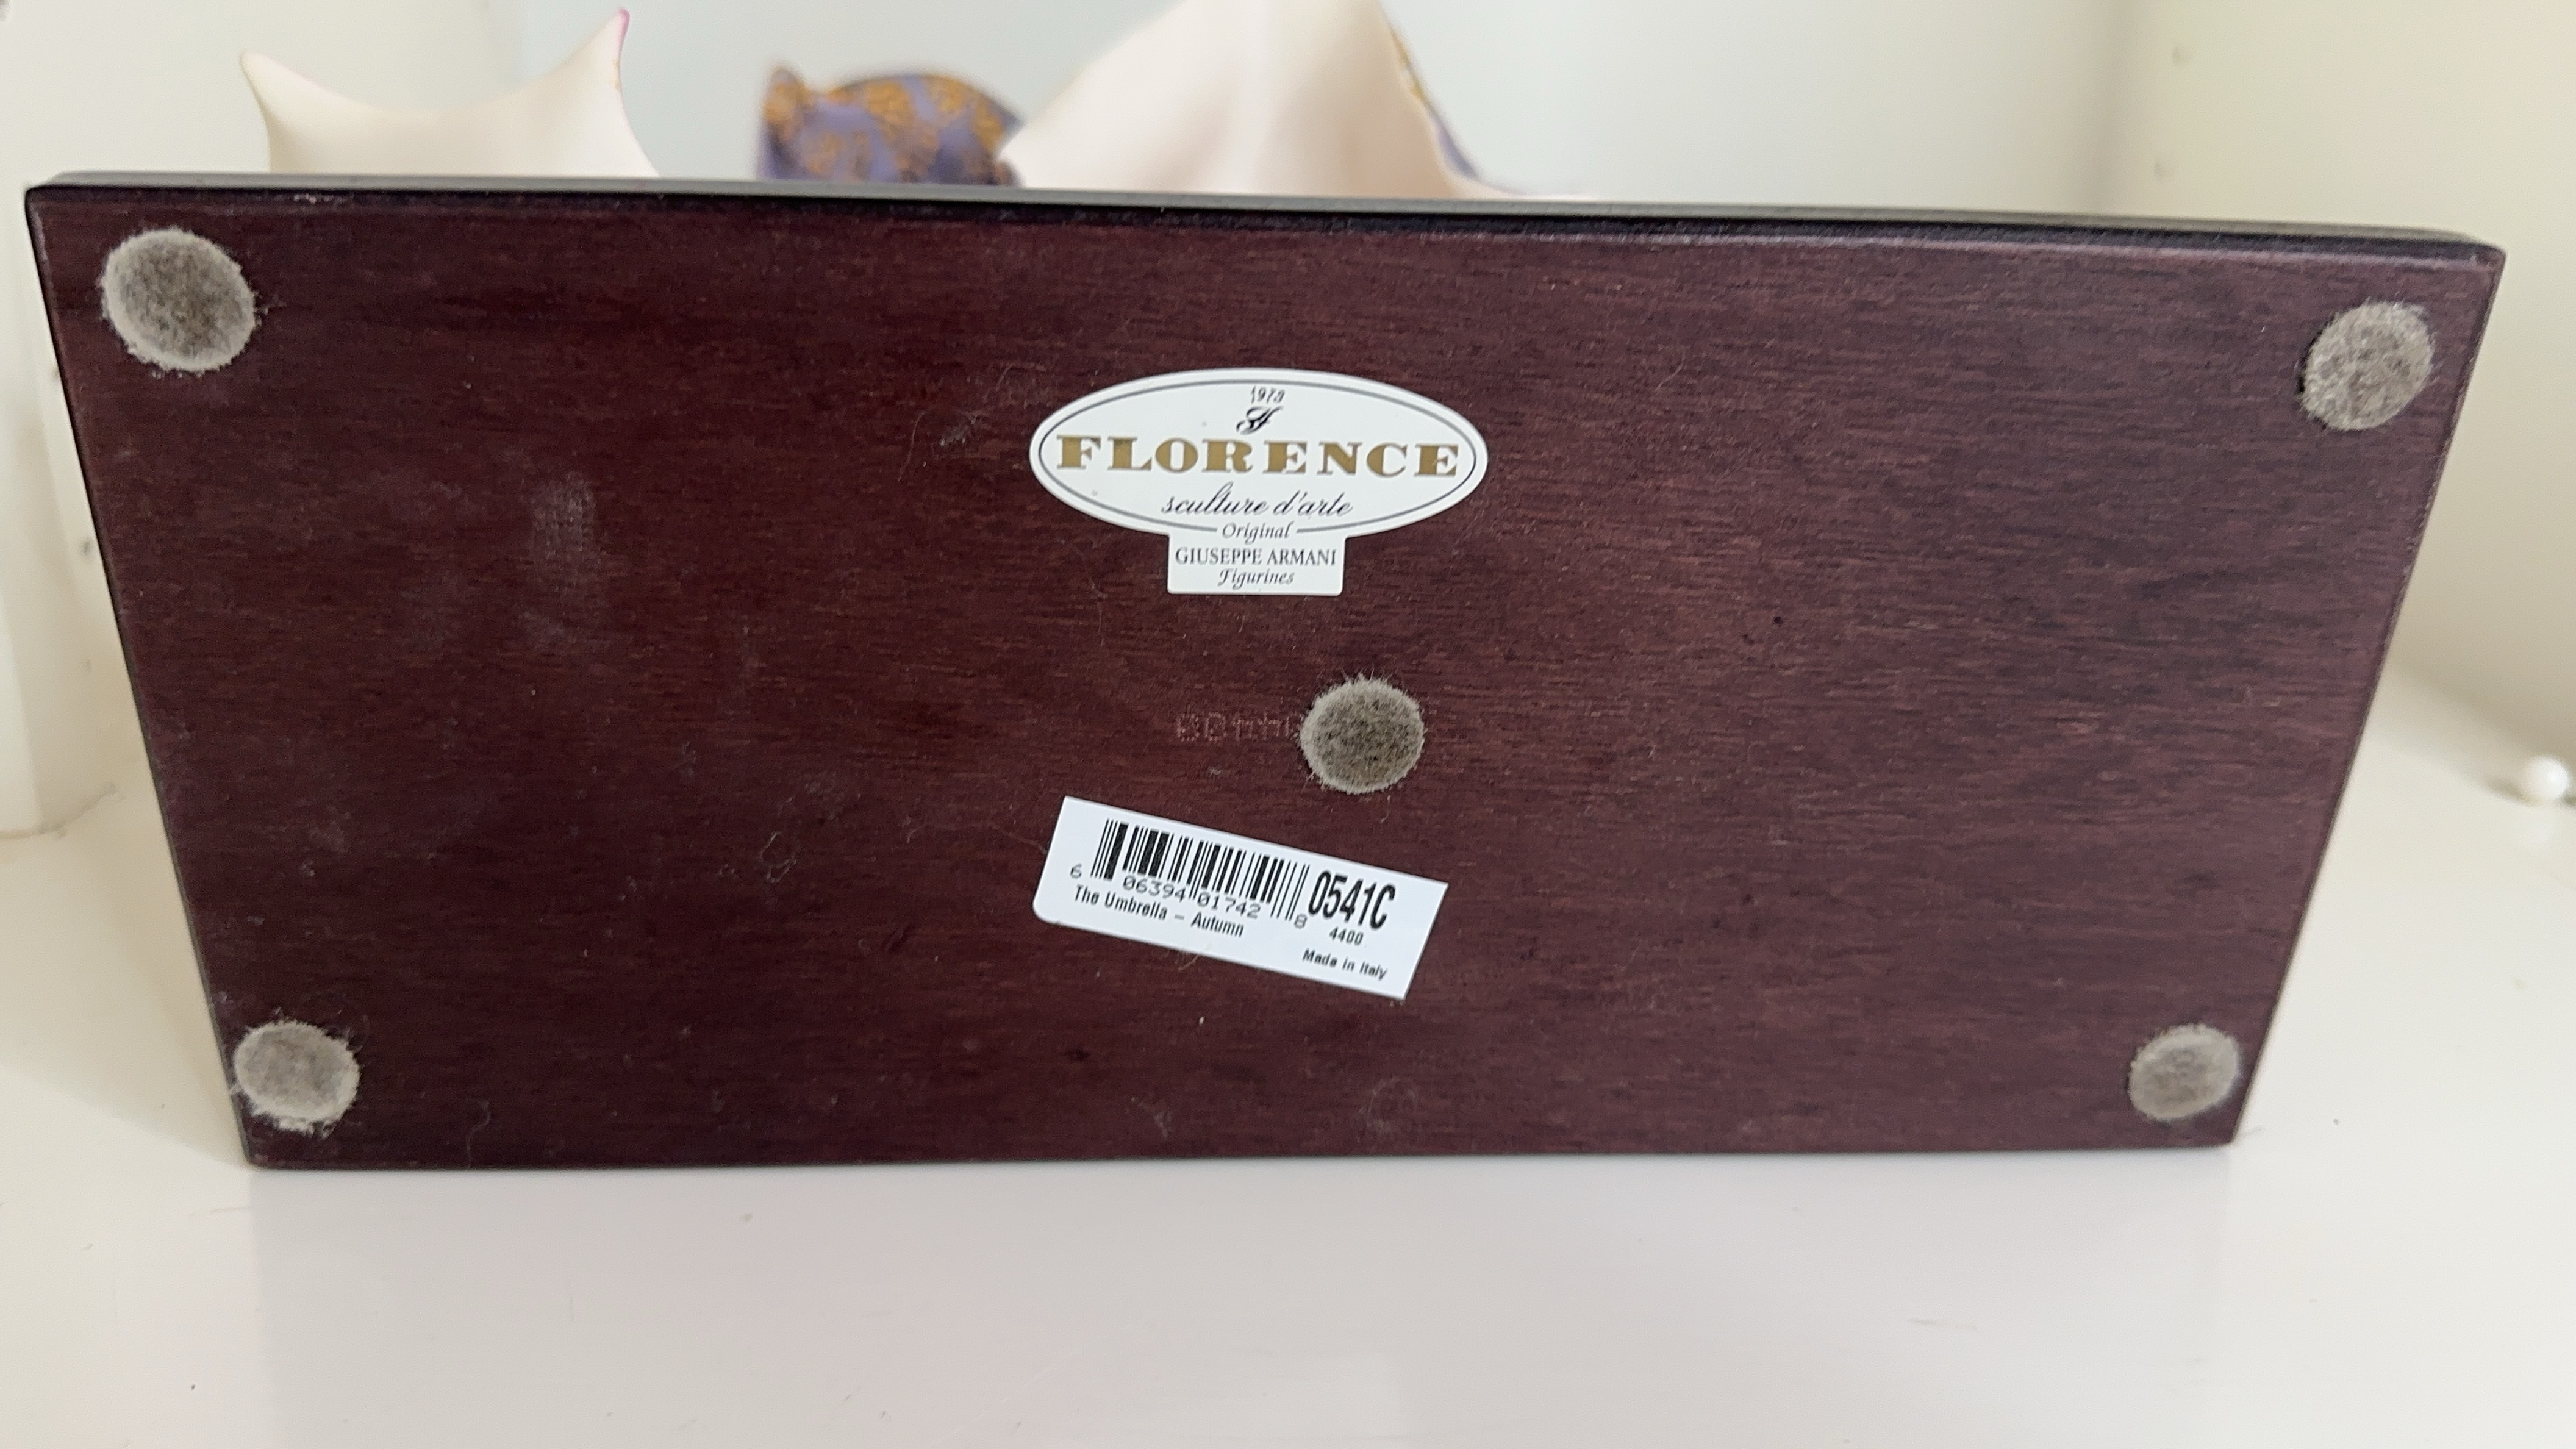 1973
FLORENCE
sculture d'arte
Original
GIUSEPPE ARMANI
Figurines
6 06394 01742 8
0541C
The Umbrella – Autumn
4400
Made in Italy